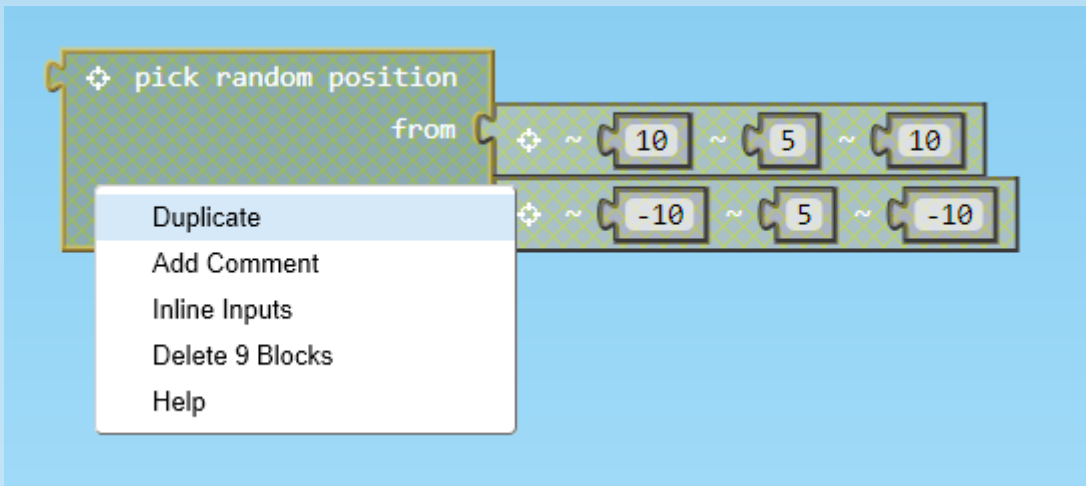 pick random position
from ~ 10 ~ 5 ~ 10
~ -10 ~ 5 ~ -10
Duplicate
Add Comment
Inline Inputs
Delete 9 Blocks
Help